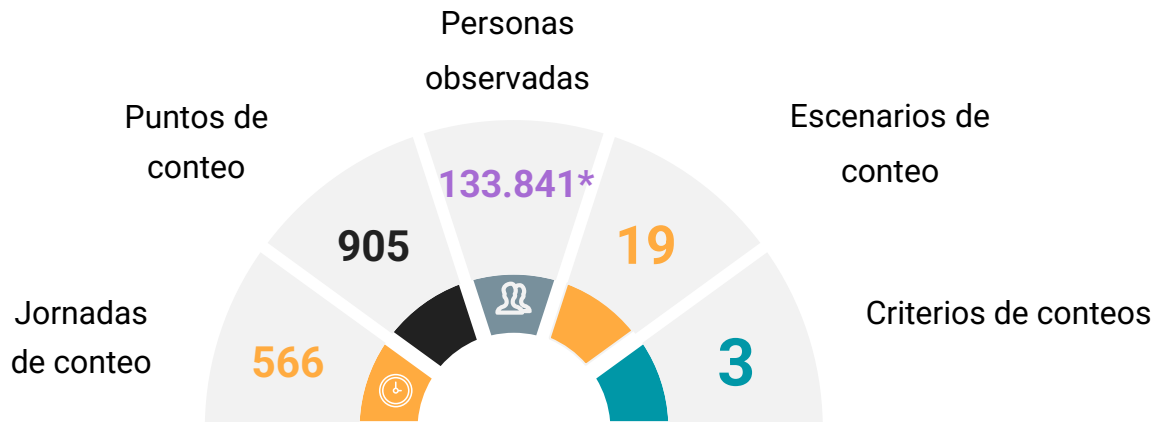 Jornadas
de conteo
566
Puntos de
conteo
905
Personas
observadas
133.841*
Escenarios de
conteo
19
Criterios de conteos
3